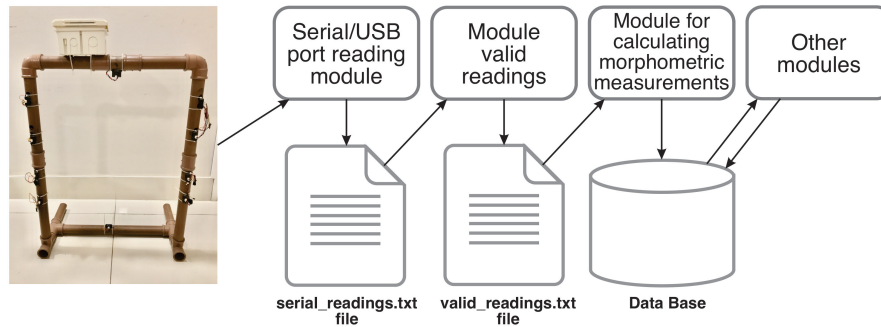 Serial/USB
port reading
module
Module
valid
readings
Module for
calculating
morphometric
measurements
Other
modules
serial_readings.txt
file
valid_readings.txt
file
Data Base